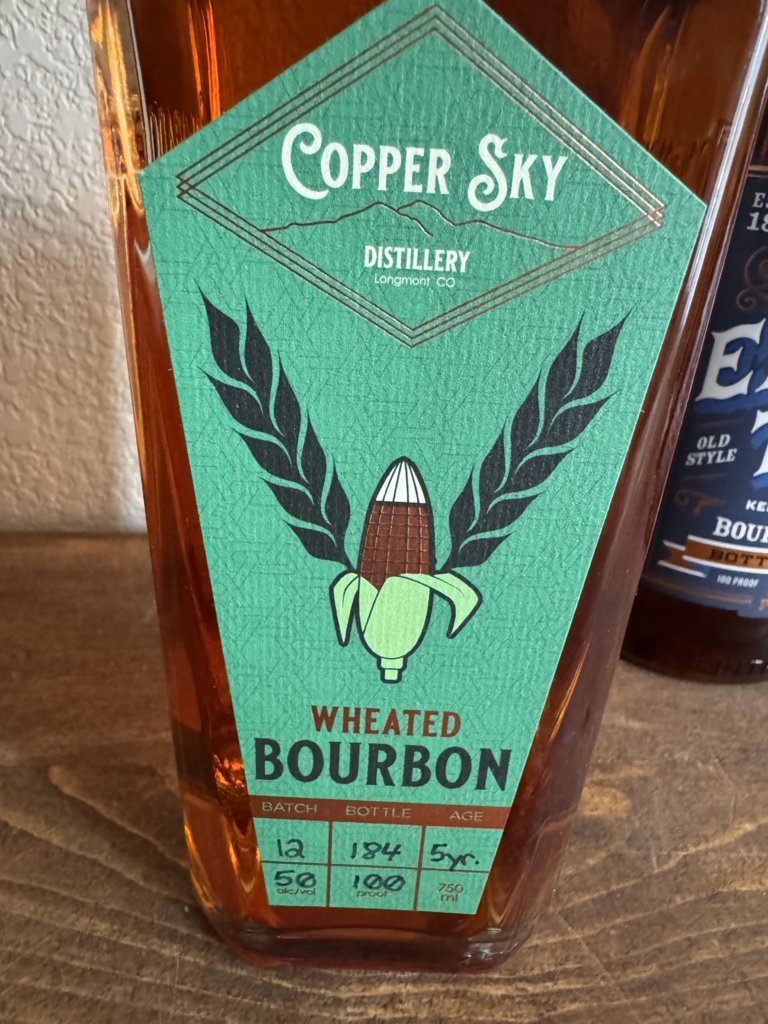 COPPER SKY
DISTILLERY
Longmont CO
WHEATED
BOURBON
BATCH BOTTLE AGE
12 184 5yr.
50 100 750
alc/vol proof ml
OLD
STYLE
100 PROOF